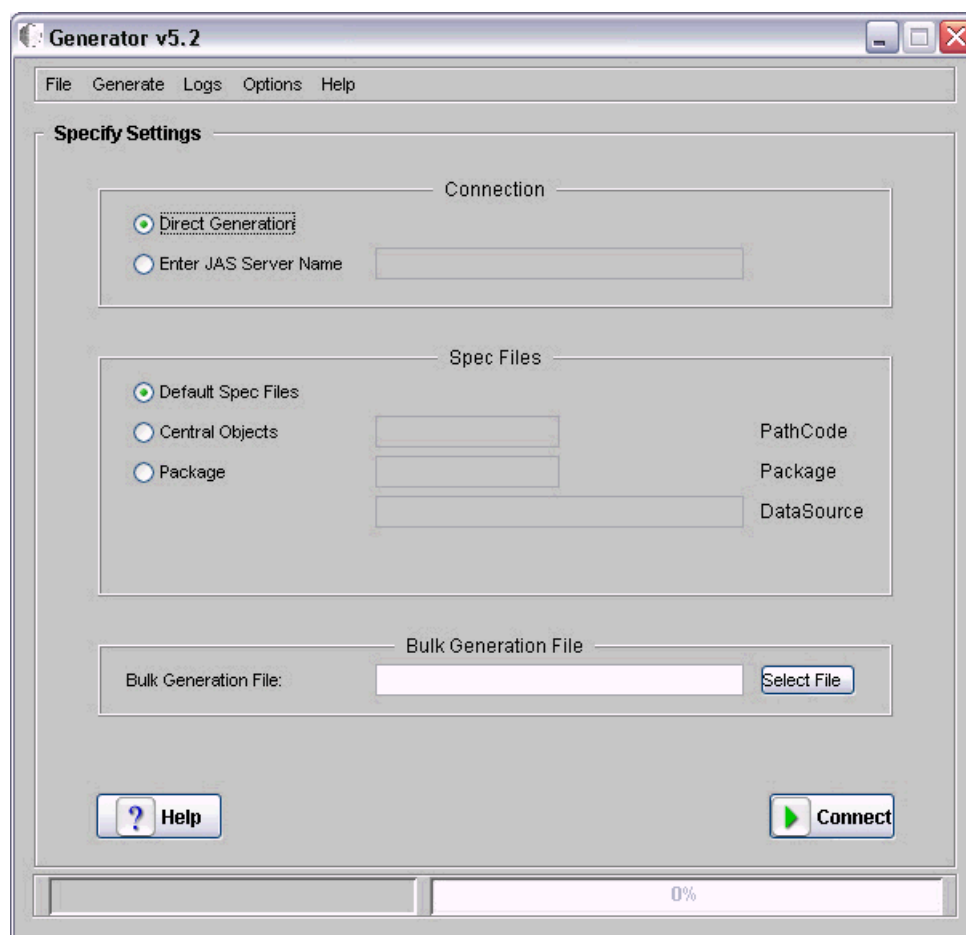 Generator v5.2
File Generate Logs Options Help
Specify Settings
Connection
Direct Generation
Enter JAS Server Name
Spec Files
Default Spec Files
Central Objects PathCode
Package Package
DataSource
Bulk Generation File
Bulk Generation File: Select File
? Help Connect
0%